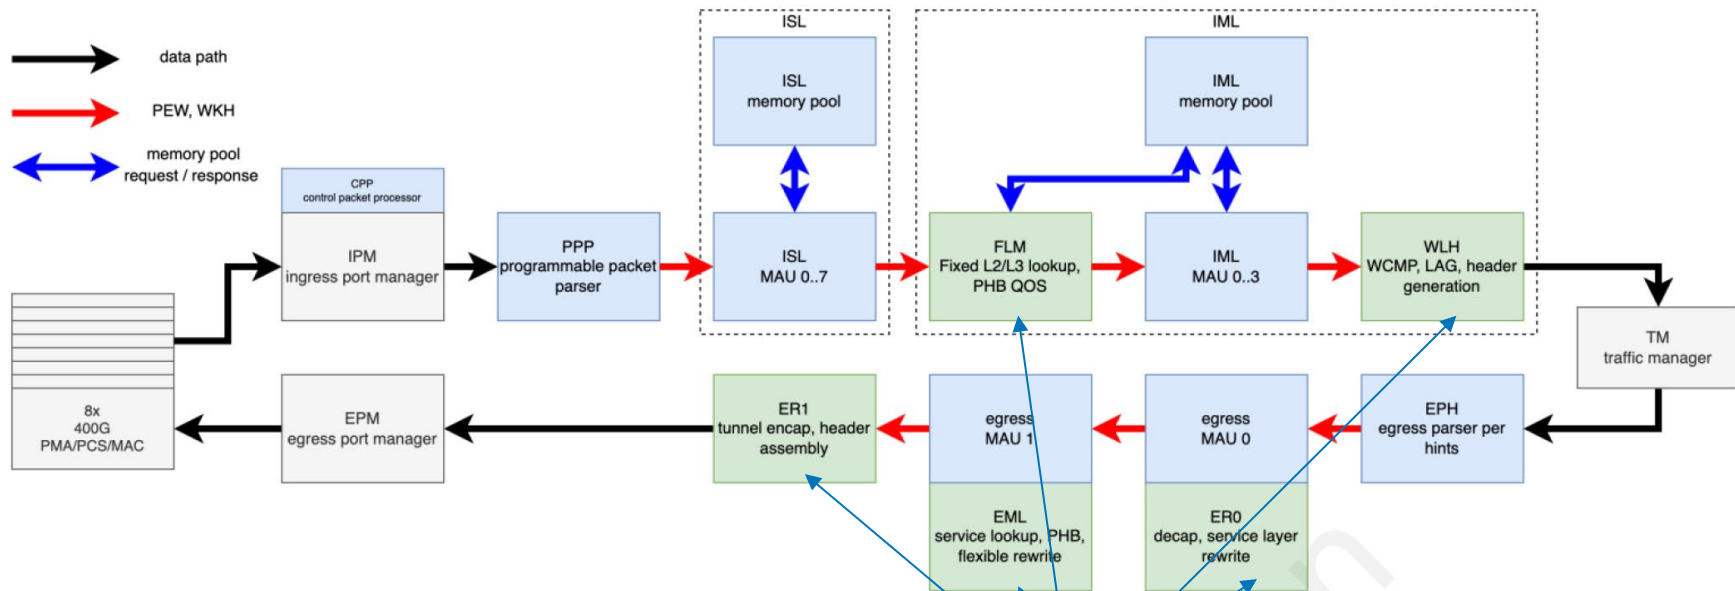 data path
PEW, WKH
memory pool
request / response
CPP
control packet processor
IPM
ingress port manager
PPP
programmable packet
parser
ISL
ISL
memory pool
ISL
MAU 0..7
IML
IML
memory pool
FLM
Fixed L2/L3 lookup,
PHB QOS
IML
MAU 0..3
WLH
WCMP, LAG, header
generation
TM
traffic manager
8x
400G
PMA/PCS/MAC
EPM
egress port manager
ER1
tunnel encap, header
assembly
egress
MAU 1
EML
service lookup, PHB,
flexible rewrite
egress
MAU 0
ER0
decap, service layer
rewrite
EPH
egress parser per
hints